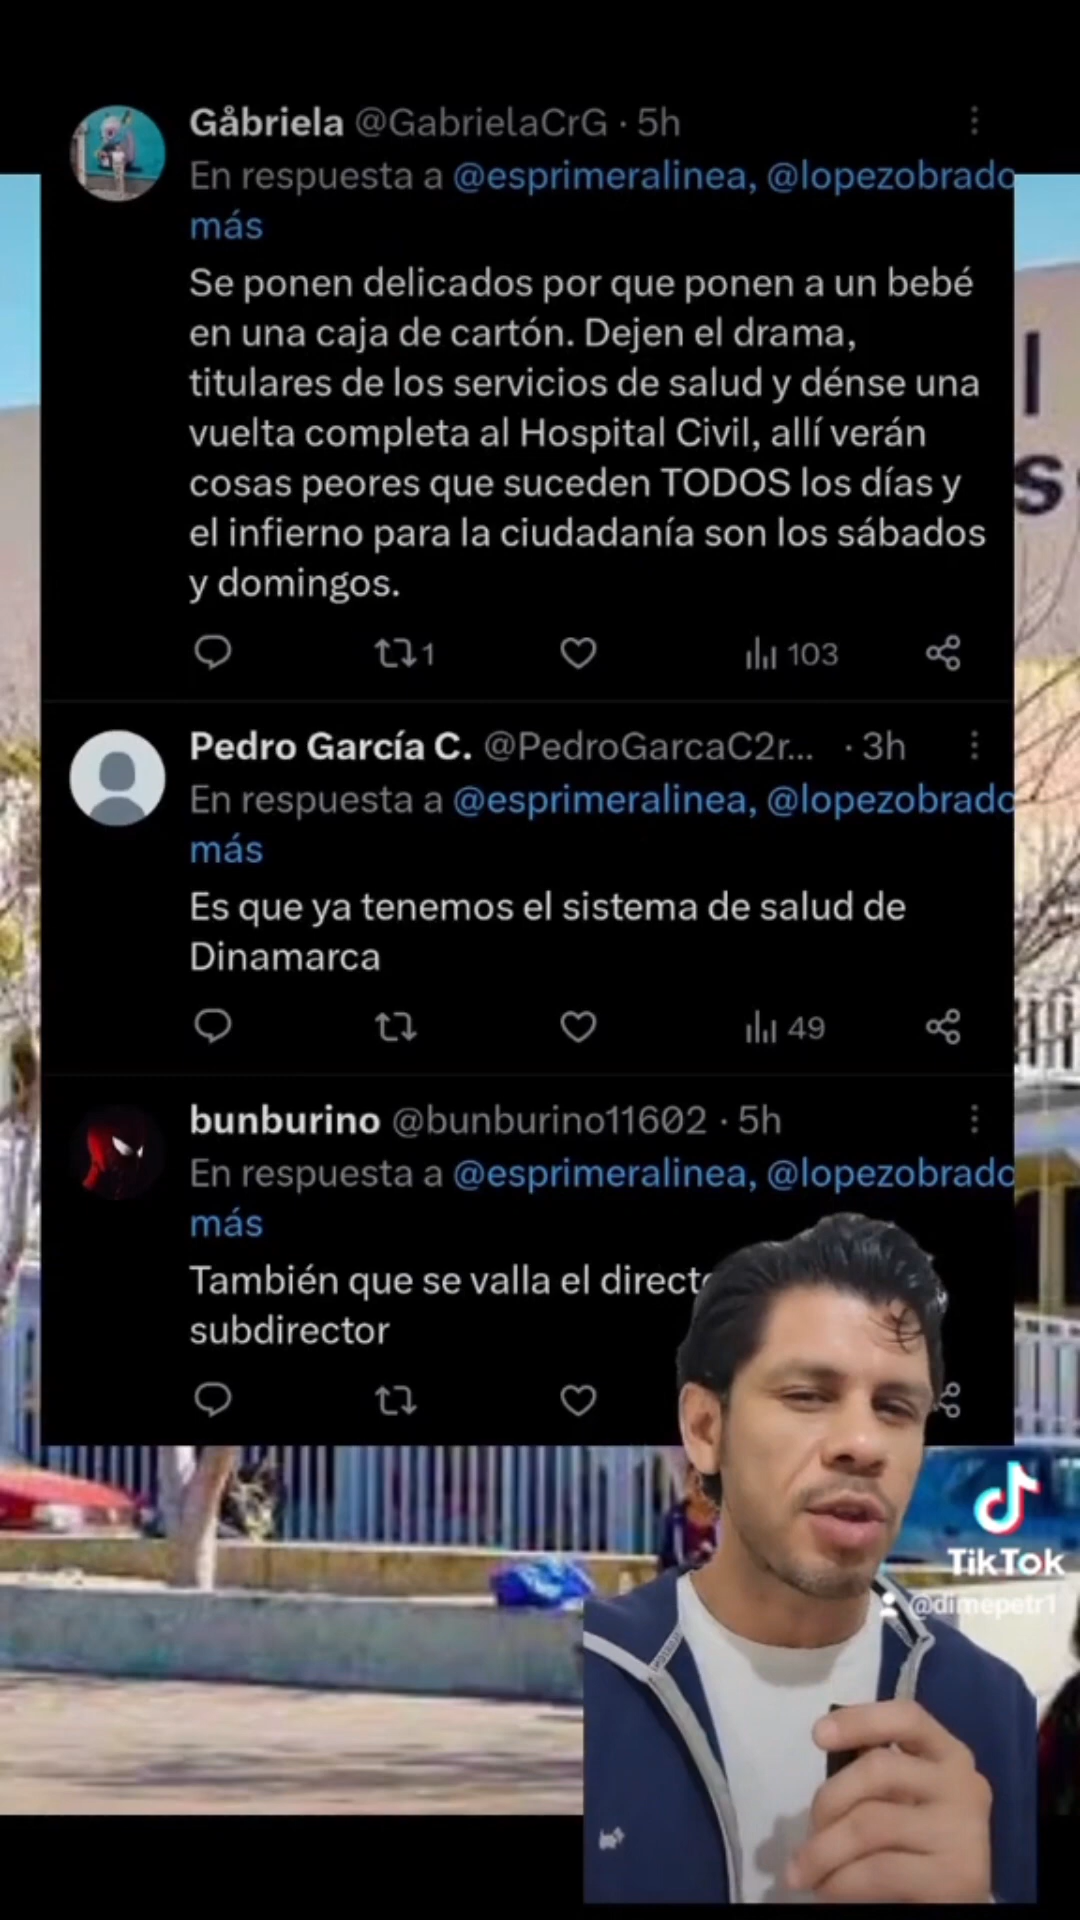 Gåbriela @GabrielaCrG · 5h
En respuesta a @esprimeralinea, @lopezobrado
más
Se ponen delicados por que ponen a un bebé
en una caja de cartón. Dejen el drama,
titulares de los servicios de salud y dénse una
vuelta completa al Hospital Civil, allí verán
cosas peores que suceden TODOS los días y
el infierno para la ciudadanía son los sábados
y domingos.
1
103
Pedro García C. @PedroGarcaC2r... · 3h
En respuesta a @esprimeralinea, @lopezobrado
más
Es que ya tenemos el sistema de salud de
Dinamarca
49
bunburino @bunburino11602 · 5h
En respuesta a @esprimeralinea, @lopezobrado
más
También que se valla el direct
subdirector
TikTok
@dimepetr1